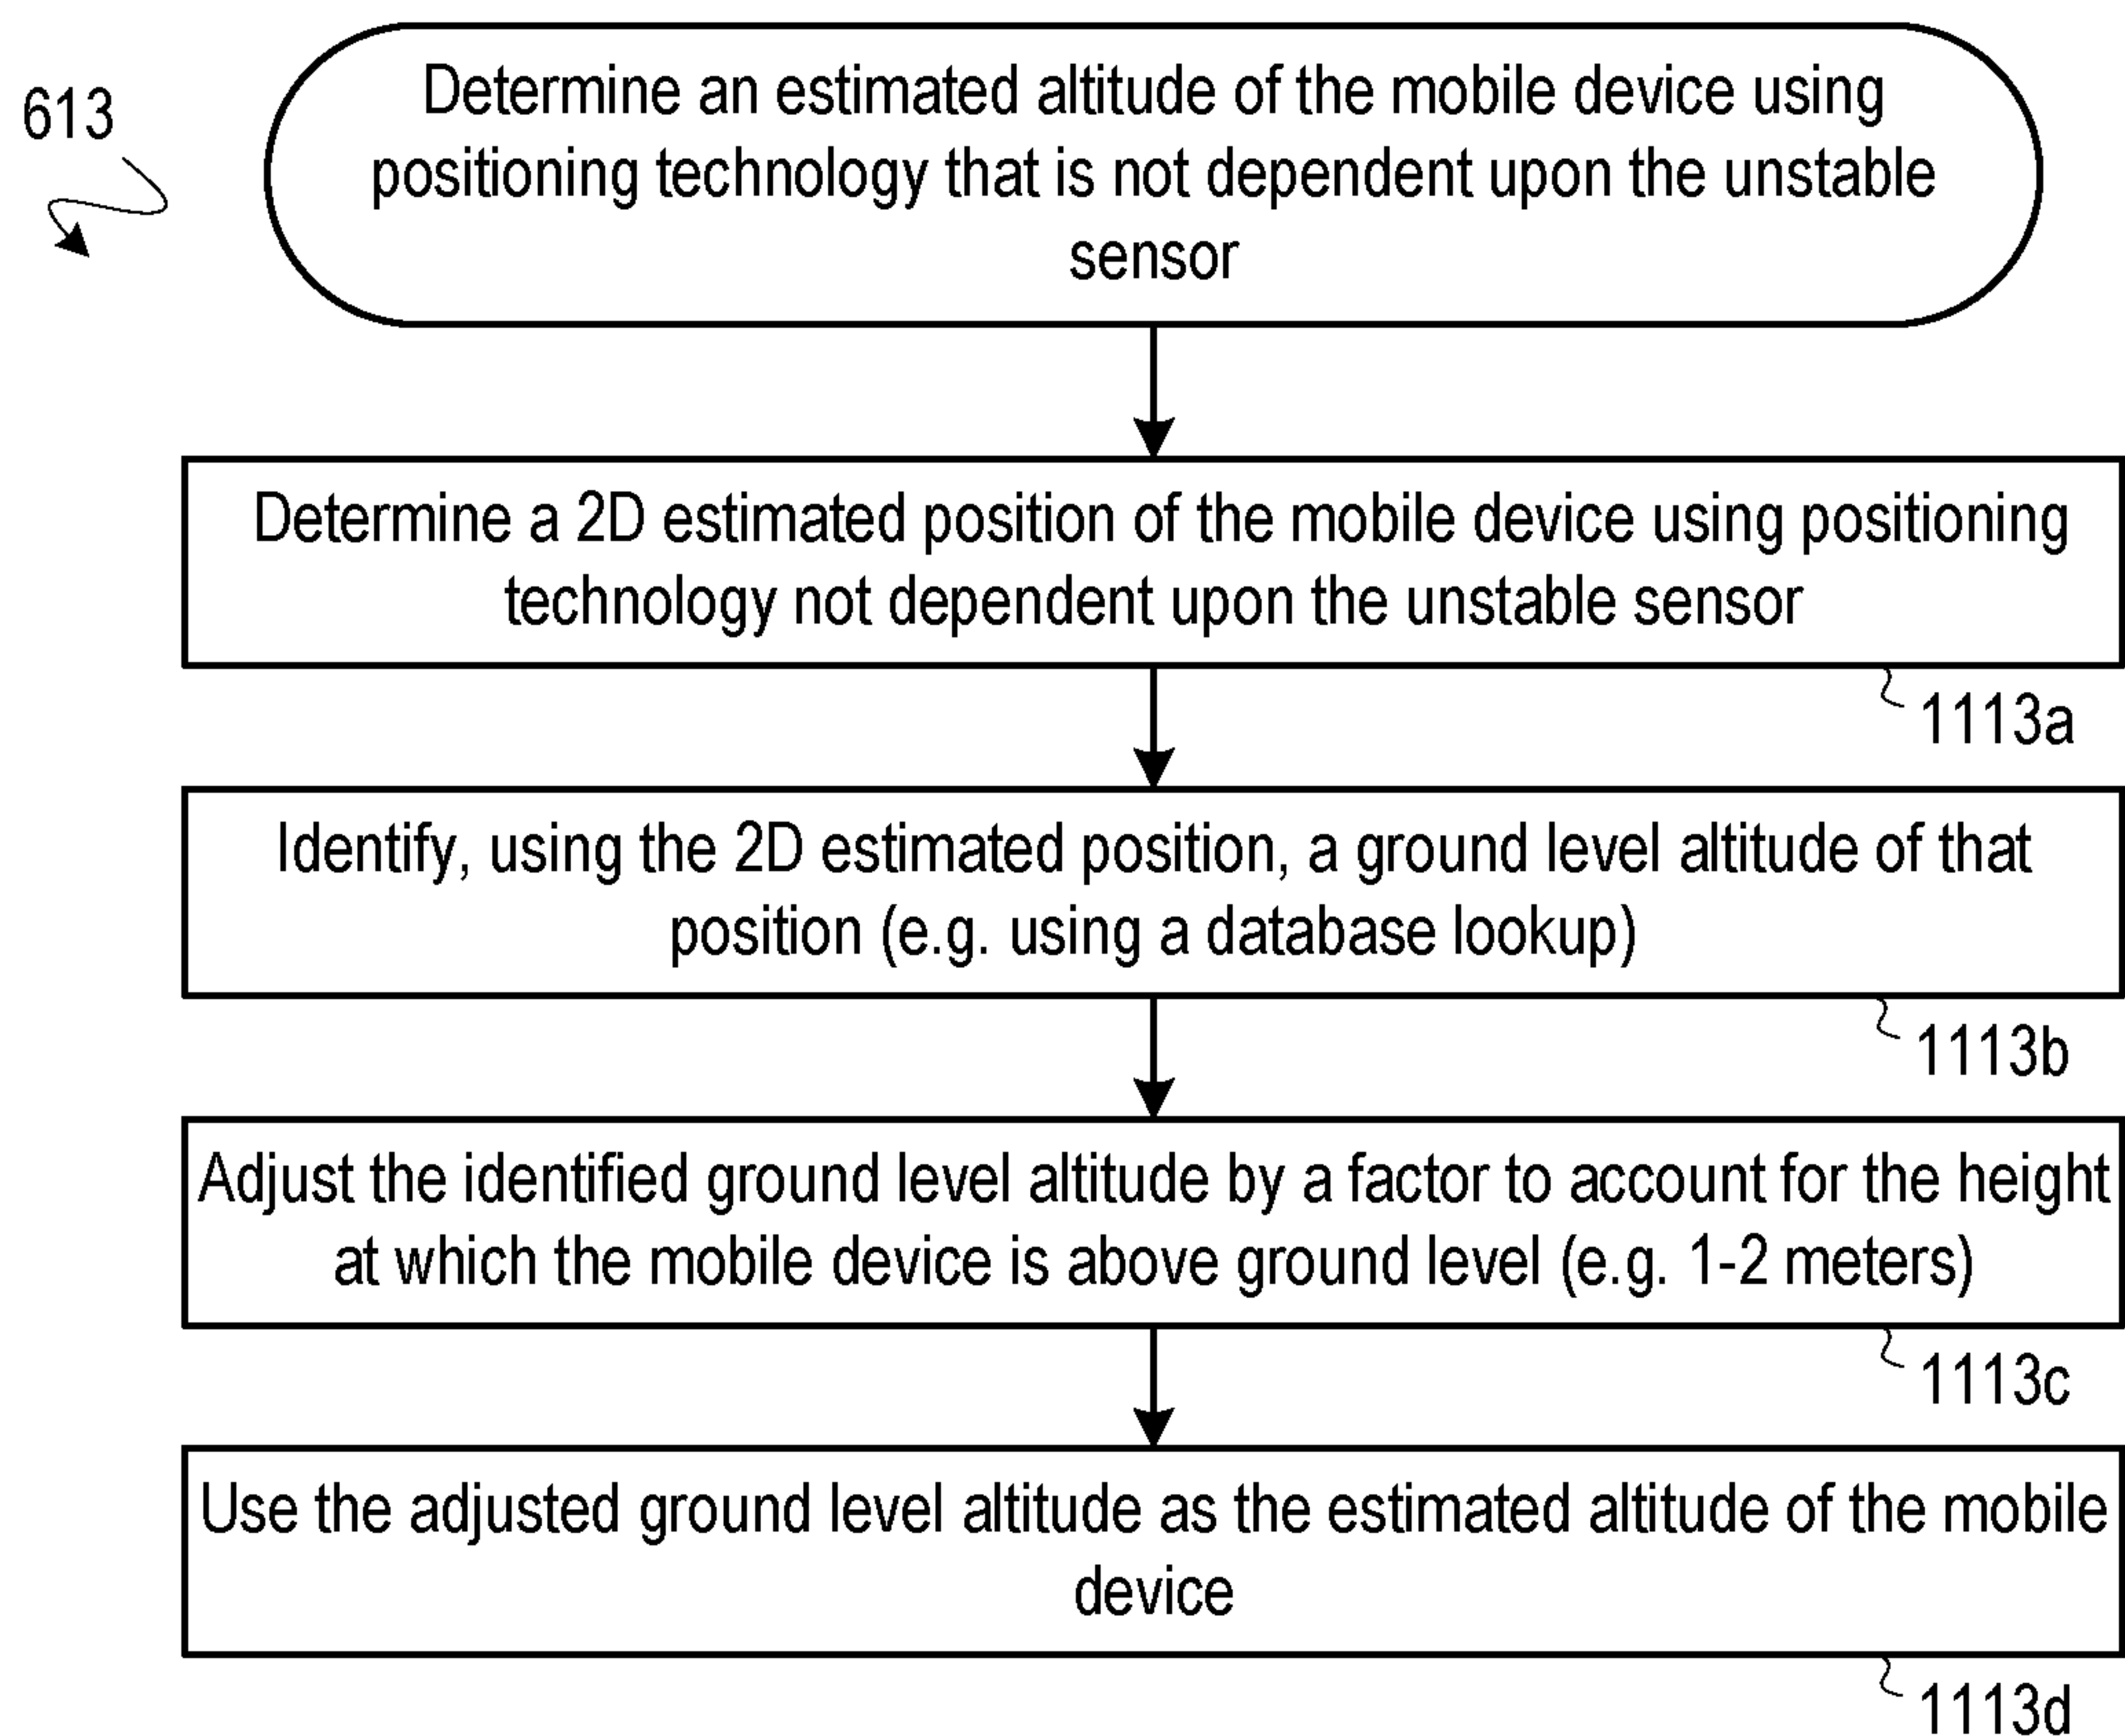 613
Determine an estimated altitude of the mobile device using
positioning technology that is not dependent upon the unstable
sensor
Determine a 2D estimated position of the mobile device using positioning
technology not dependent upon the unstable sensor
1113a
Identify, using the 2D estimated position, a ground level altitude of that
position (e.g. using a database lookup)
1113b
Adjust the identified ground level altitude by a factor to account for the height
at which the mobile device is above ground level (e.g. 1-2 meters)
1113c
Use the adjusted ground level altitude as the estimated altitude of the mobile
device
1113d